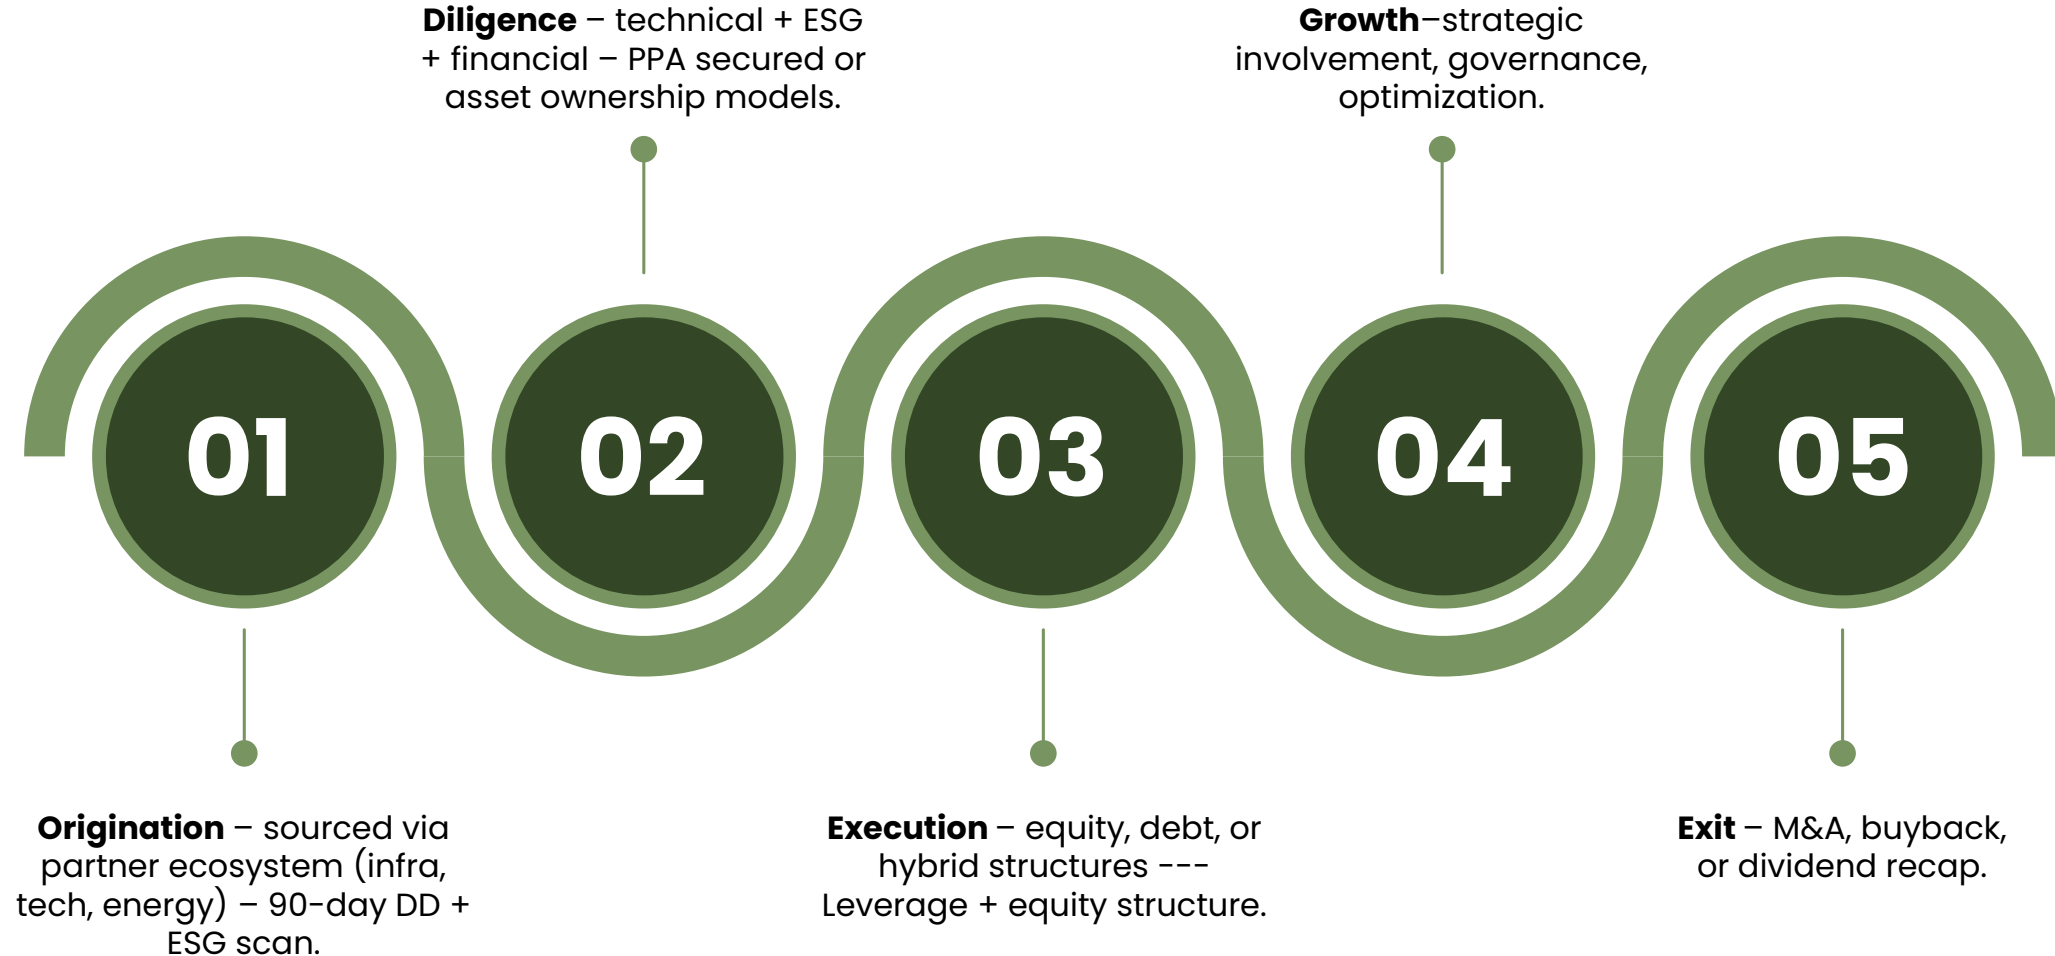 Diligence – technical + ESG
+ financial – PPA secured or
asset ownership models.
Growth–strategic
involvement, governance,
optimization.
01
02
03
04
05
Origination – sourced via
partner ecosystem (infra,
tech, energy) – 90-day DD +
ESG scan.
Execution – equity, debt, or
hybrid structures ---
Leverage + equity structure.
Exit – M&A, buyback,
or dividend recap.